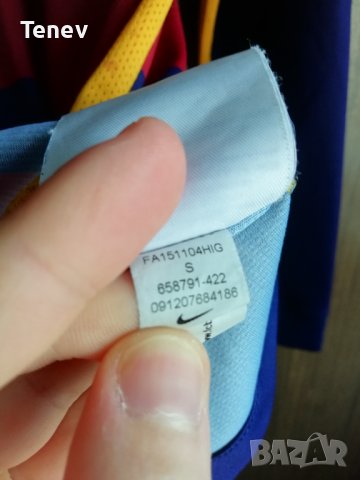 Tenev
FA151104HIG
S
658791-422
091207684186
BAZAR